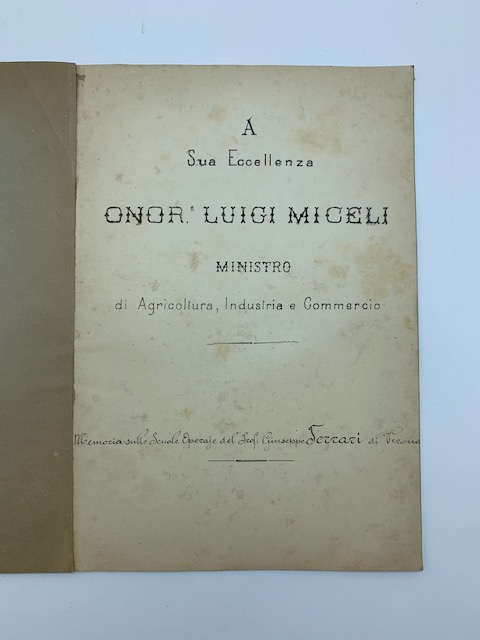 A
Sua Eccellenza
ONOR.e LUIGI MICELI
MINISTRO
di Agricoltura, Industria e Commercio
Memoria sulle Scuole Operaje del Prof. Giuseppe Ferrari di Verona